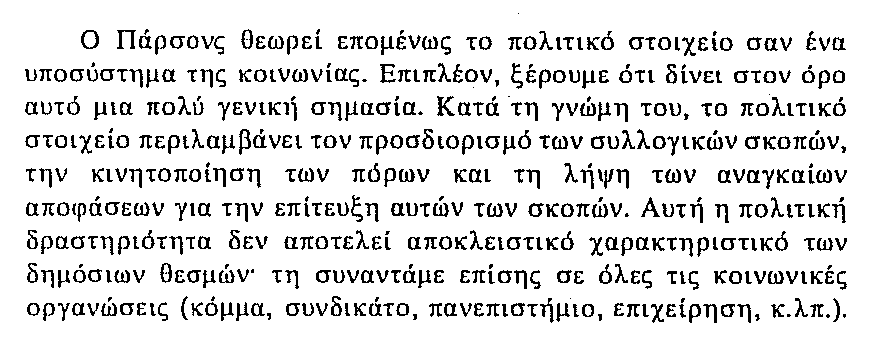 Ο Πάρσονς θεωρεί επομένως το πολιτικό στοιχείο σαν ένα
υποσύστημα της κοινωνίας. Επιπλέον, ξέρουμε ότι δίνει στον όρο
αυτό μια πολύ γενική σημασία. Κατά τη γνώμη του, το πολιτικό
στοιχείο περιλαμβάνει τον προσδιορισμό των συλλογικών σκοπών,
την κινητοποίηση των πόρων και τη λήψη των αναγκαίων
αποφάσεων για την επίτευξη αυτών των σκοπών. Αυτή η πολιτική
δραστηριότητα δεν αποτελεί αποκλειστικό χαρακτηριστικό των
δημόσιων θεσμών· τη συναντάμε επίσης σε όλες τις κοινωνικές
οργανώσεις (κόμμα, συνδικάτο, πανεπιστήμιο, επιχείρηση, κ.λπ.).